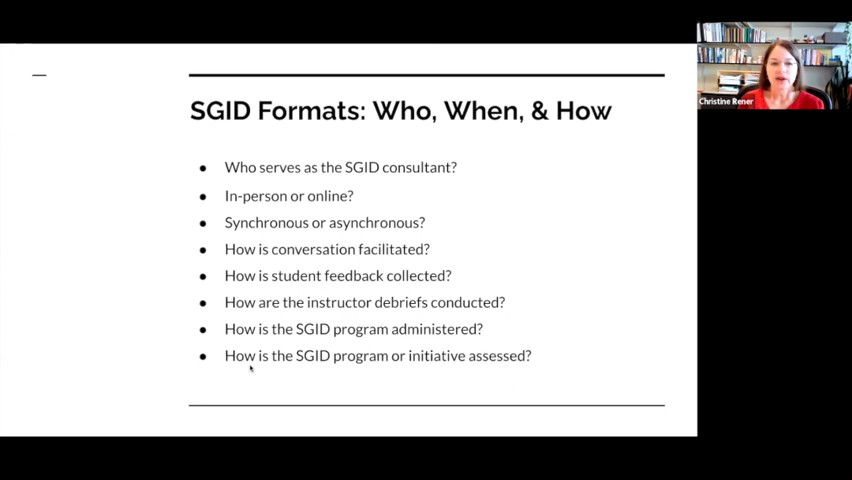 SGID Formats: Who, When, & How
● Who serves as the SGID consultant?
● In-person or online?
● Synchronous or asynchronous?
● How is conversation facilitated?
● How is student feedback collected?
● How are the instructor debriefs conducted?
● How is the SGID program administered?
● How is the SGID program or initiative assessed?
Christine Rener